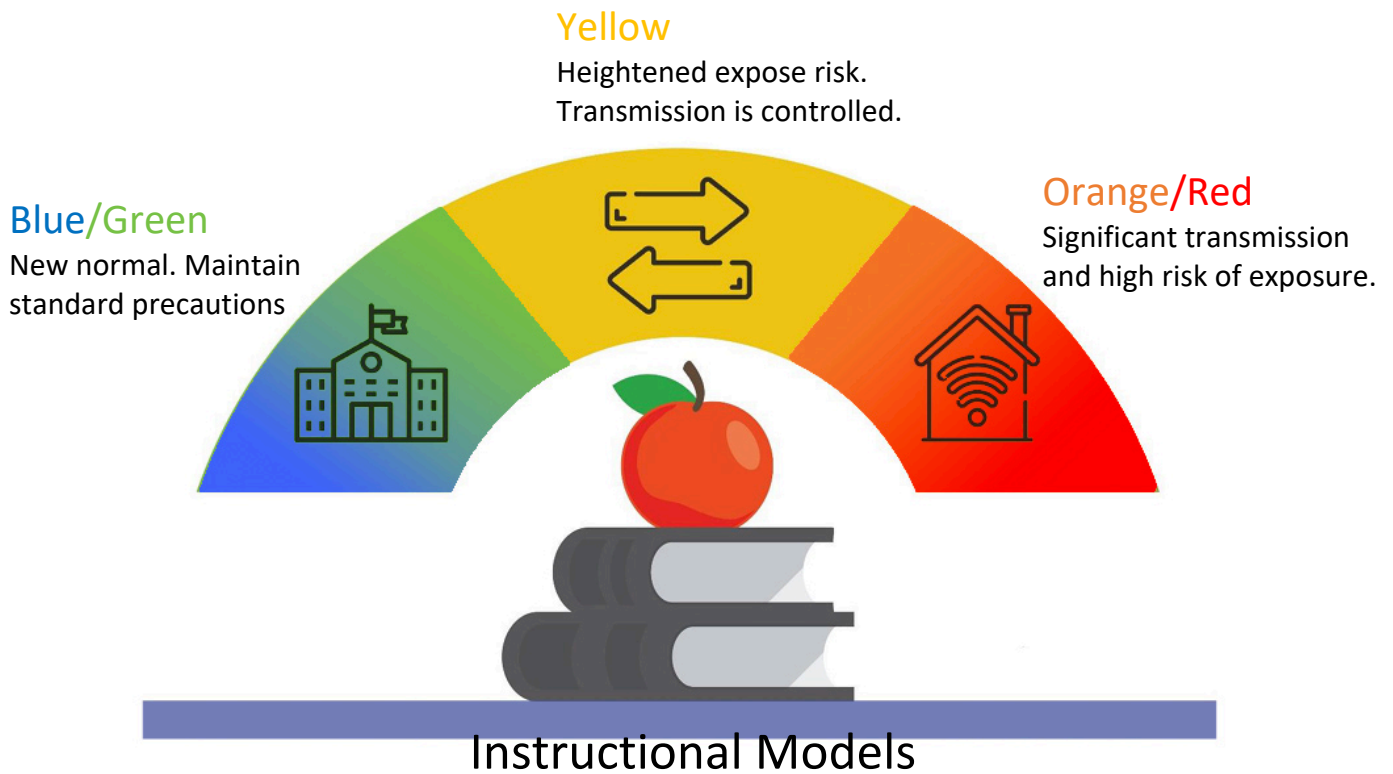 Yellow
Heightened expose risk.
Transmission is controlled.
Blue/Green
New normal. Maintain
standard precautions
Orange/Red
Significant transmission
and high risk of exposure.
Instructional Models